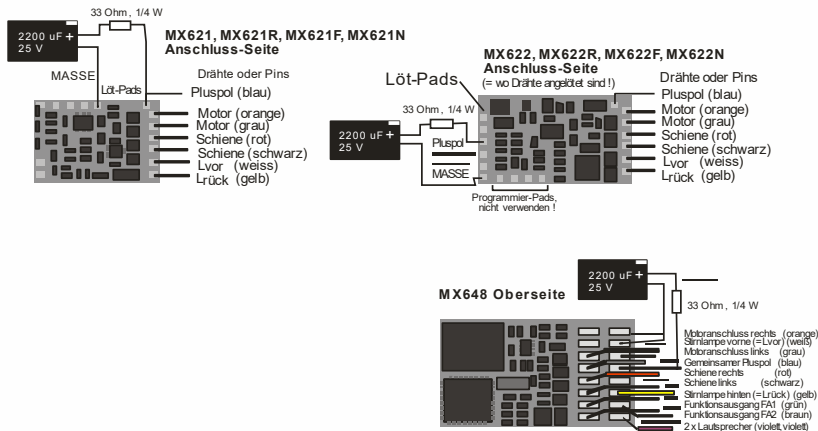 33 Ohm, 1/4 W
2200 uF +
25 V
MX621, MX621R, MX621F, MX621N
Anschluss-Seite
MASSE
Löt-Pads
Drähte oder Pins
Pluspol (blau)
Motor (orange)
Motor (grau)
Schiene (rot)
Schiene (schwarz)
Lvor (weiss)
Lrück (gelb)
MX622, MX622R, MX622F, MX622N
Anschluss-Seite
(= wo Drähte angelötet sind !)
Löt-Pads
Drähte oder Pins
Pluspol (blau)
33 Ohm, 1/4 W
2200 uF +
25 V
Pluspol
MASSE
Motor (orange)
Motor (grau)
Schiene (rot)
Schiene (schwarz)
Lvor (weiss)
Lrück (gelb)
Programmier-Pads,
nicht verwenden !
2200 uF +
25 V
MX648 Oberseite
33 Ohm, 1/4 W
Motoranschluss rechts (orange)
Stirnlampe vorne (=Lvor) (weiß)
Motoranschluss links (grau)
Gemeinsamer Pluspol (blau)
Schiene rechts (rot)
Schiene links (schwarz)
Stirnlampe hinten (=Lrück) (gelb)
Funktionsausgang FA1 (grün)
Funktionsausgang FA2 (braun)
2 x Lautsprecher (violett, violett)